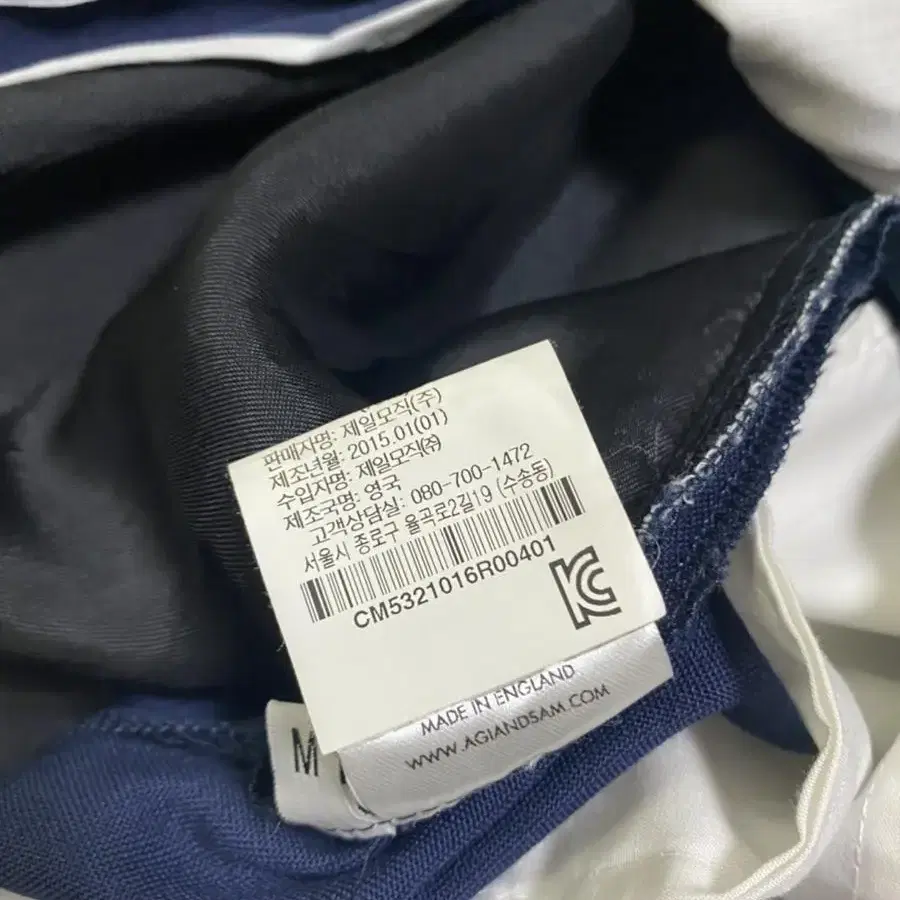 판매자명: 제일모직(주)
제조년월: 2015.01(01)
수입자명: 제일모직㈜
제조국명: 영국
고객상담실: 080-700-1472
서울시 종로구 율곡로2길19 (수송동)
CM5321016R00401
KC
MADE IN ENGLAND
WWW.AGIANDSAM.COM
M